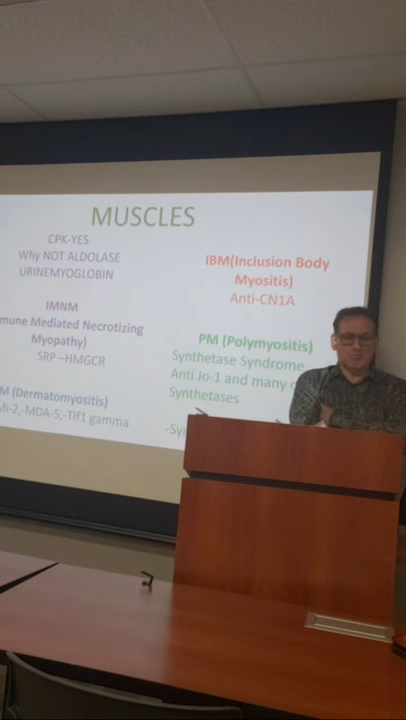 MUSCLES
CPK-YES
Why NOT ALDOLASE
URINEMYOGLOBIN
IMNM
mune Mediated Necrotizing
Myopathy)
SRP –HMGCR
M (Dermatomyositis)
Mi-2,-MDA-5,-Tif1 gamma
IBM(Inclusion Body
Myositis)
Anti-CN1A
PM (Polymyositis)
Synthetase Syndrome
Anti Jo-1 and many
Synthetases